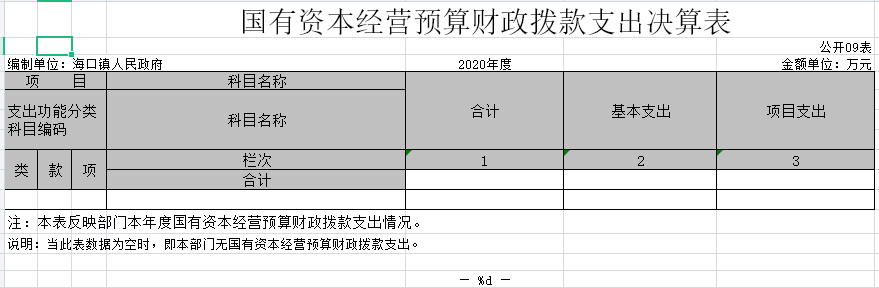 国有资本经营预算财政拨款支出决算表
公开09表
编制单位：海口镇人民政府 2020年度 金额单位：万元
项 目 科目名称
支出功能分类科目编码 科目名称 合计 基本支出 项目支出
类 款 项 栏次 1 2 3
合计
注：本表反映部门本年度国有资本经营预算财政拨款支出情况。
说明：当此表数据为空时，即本部门无国有资本经营预算财政拨款支出。
— %d —